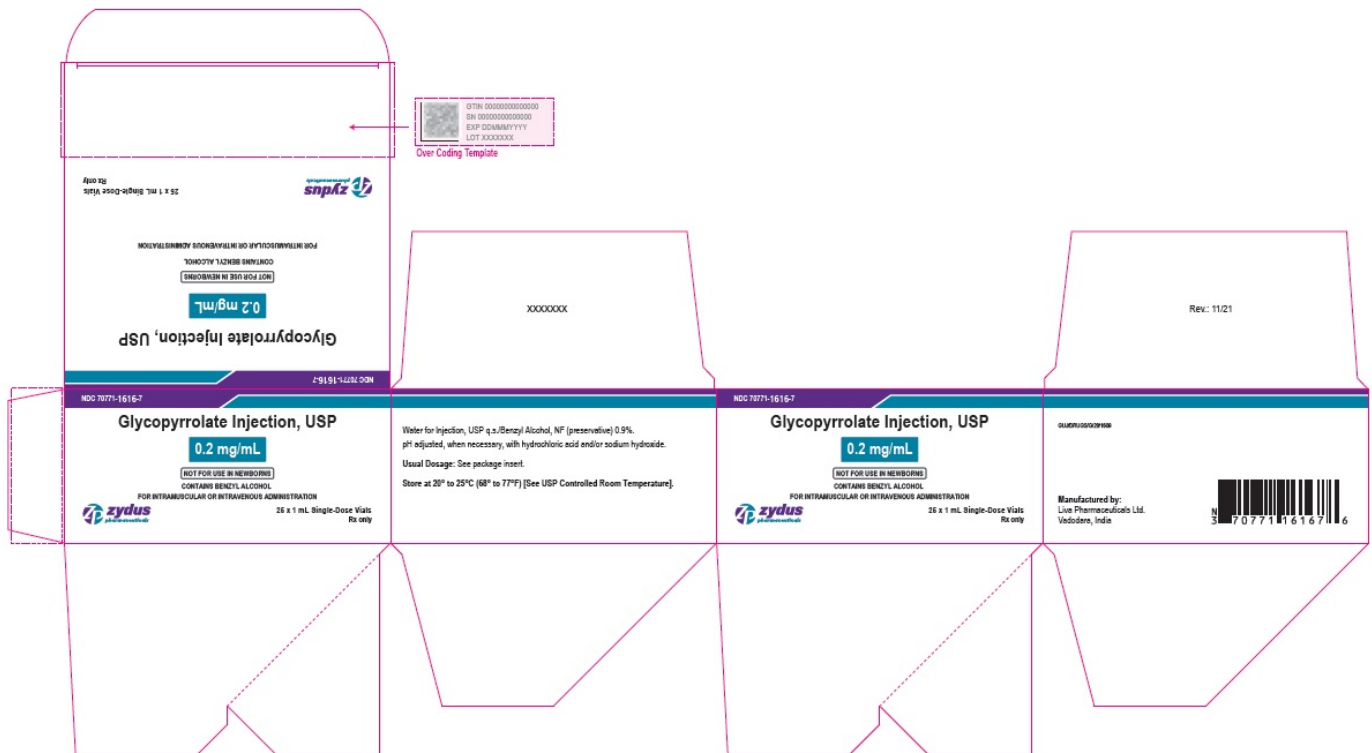 GTIN 00000000000000
SN 00000000000000
EXP DDMMMYYYY
LOT XXXXXXX
Over Coding Template
NDC 70771-1616-7
Glycopyrrolate Injection, USP
0.2 mg/mL
NOT FOR USE IN NEWBORNS
CONTAINS BENZYL ALCOHOL
FOR INTRAMUSCULAR OR INTRAVENOUS ADMINISTRATION
zydus
pharmaceuticals
26 x 1 mL Single-Dose Vials
Rx only
XXXXXXX
Rev.: 11/21
NDC 70771-1616-7
Glycopyrrolate Injection, USP
0.2 mg/mL
NOT FOR USE IN NEWBORNS
CONTAINS BENZYL ALCOHOL
FOR INTRAMUSCULAR OR INTRAVENOUS ADMINISTRATION
zydus
pharmaceuticals
26 x 1 mL Single-Dose Vials
Rx only
Water for Injection, USP q.s./Benzyl Alcohol, NF (preservative) 0.9%.
pH adjusted, when necessary, with hydrochloric acid and/or sodium hydroxide.
Usual Dosage: See package insert.
Store at 20° to 25°C (68° to 77°F) [See USP Controlled Room Temperature].
NDC 70771-1616-7
Glycopyrrolate Injection, USP
0.2 mg/mL
NOT FOR USE IN NEWBORNS
CONTAINS BENZYL ALCOHOL
FOR INTRAMUSCULAR OR INTRAVENOUS ADMINISTRATION
zydus
pharmaceuticals
26 x 1 mL Single-Dose Vials
Rx only
Manufactured by:
Liva Pharmaceuticals Ltd.
Vadodara, India
N
3 70771 16167 6